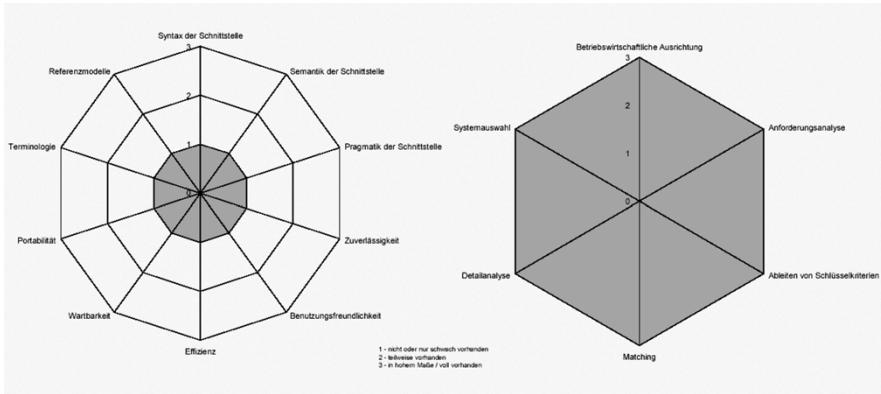 Syntax der Schnittstelle
3
Referenzmodelle
Semantik der Schnittstelle
2
Terminologie
1
Pragmatik der Schnittstelle
0
Portabilität
Zuverlässigkeit
Wartbarkeit
Benutzungsfreundlichkeit
Effizienz
Betriebswirtschaftliche Ausrichtung
3
2
Systemauswahl
Anforderungsanalyse
1
0
Detailanalyse
Ableiten von Schlüsselkriterien
Matching
1 - nicht oder nur schwach vorhanden
2 - teilweise vorhanden
3 - in hohem Maße / voll vorhanden